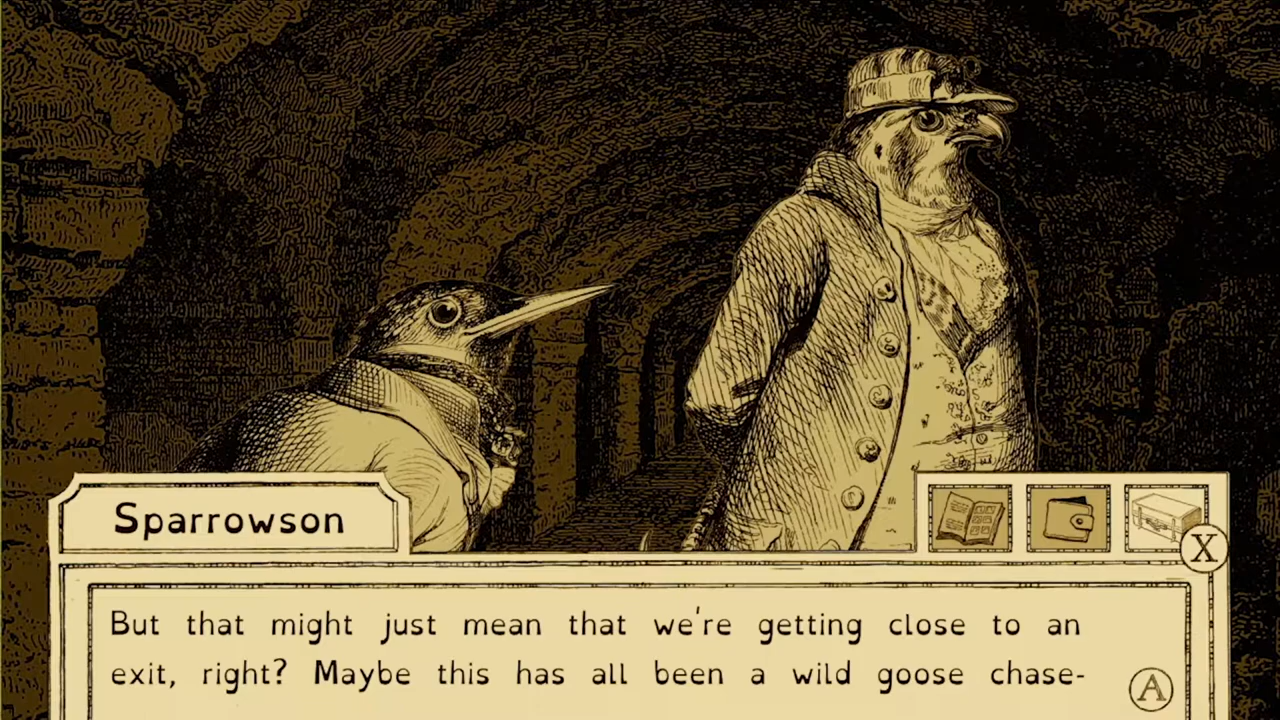 Sparrowson
X
But that might just mean that we're getting close to an
exit, right? Maybe this has all been a wild goose chase-
A